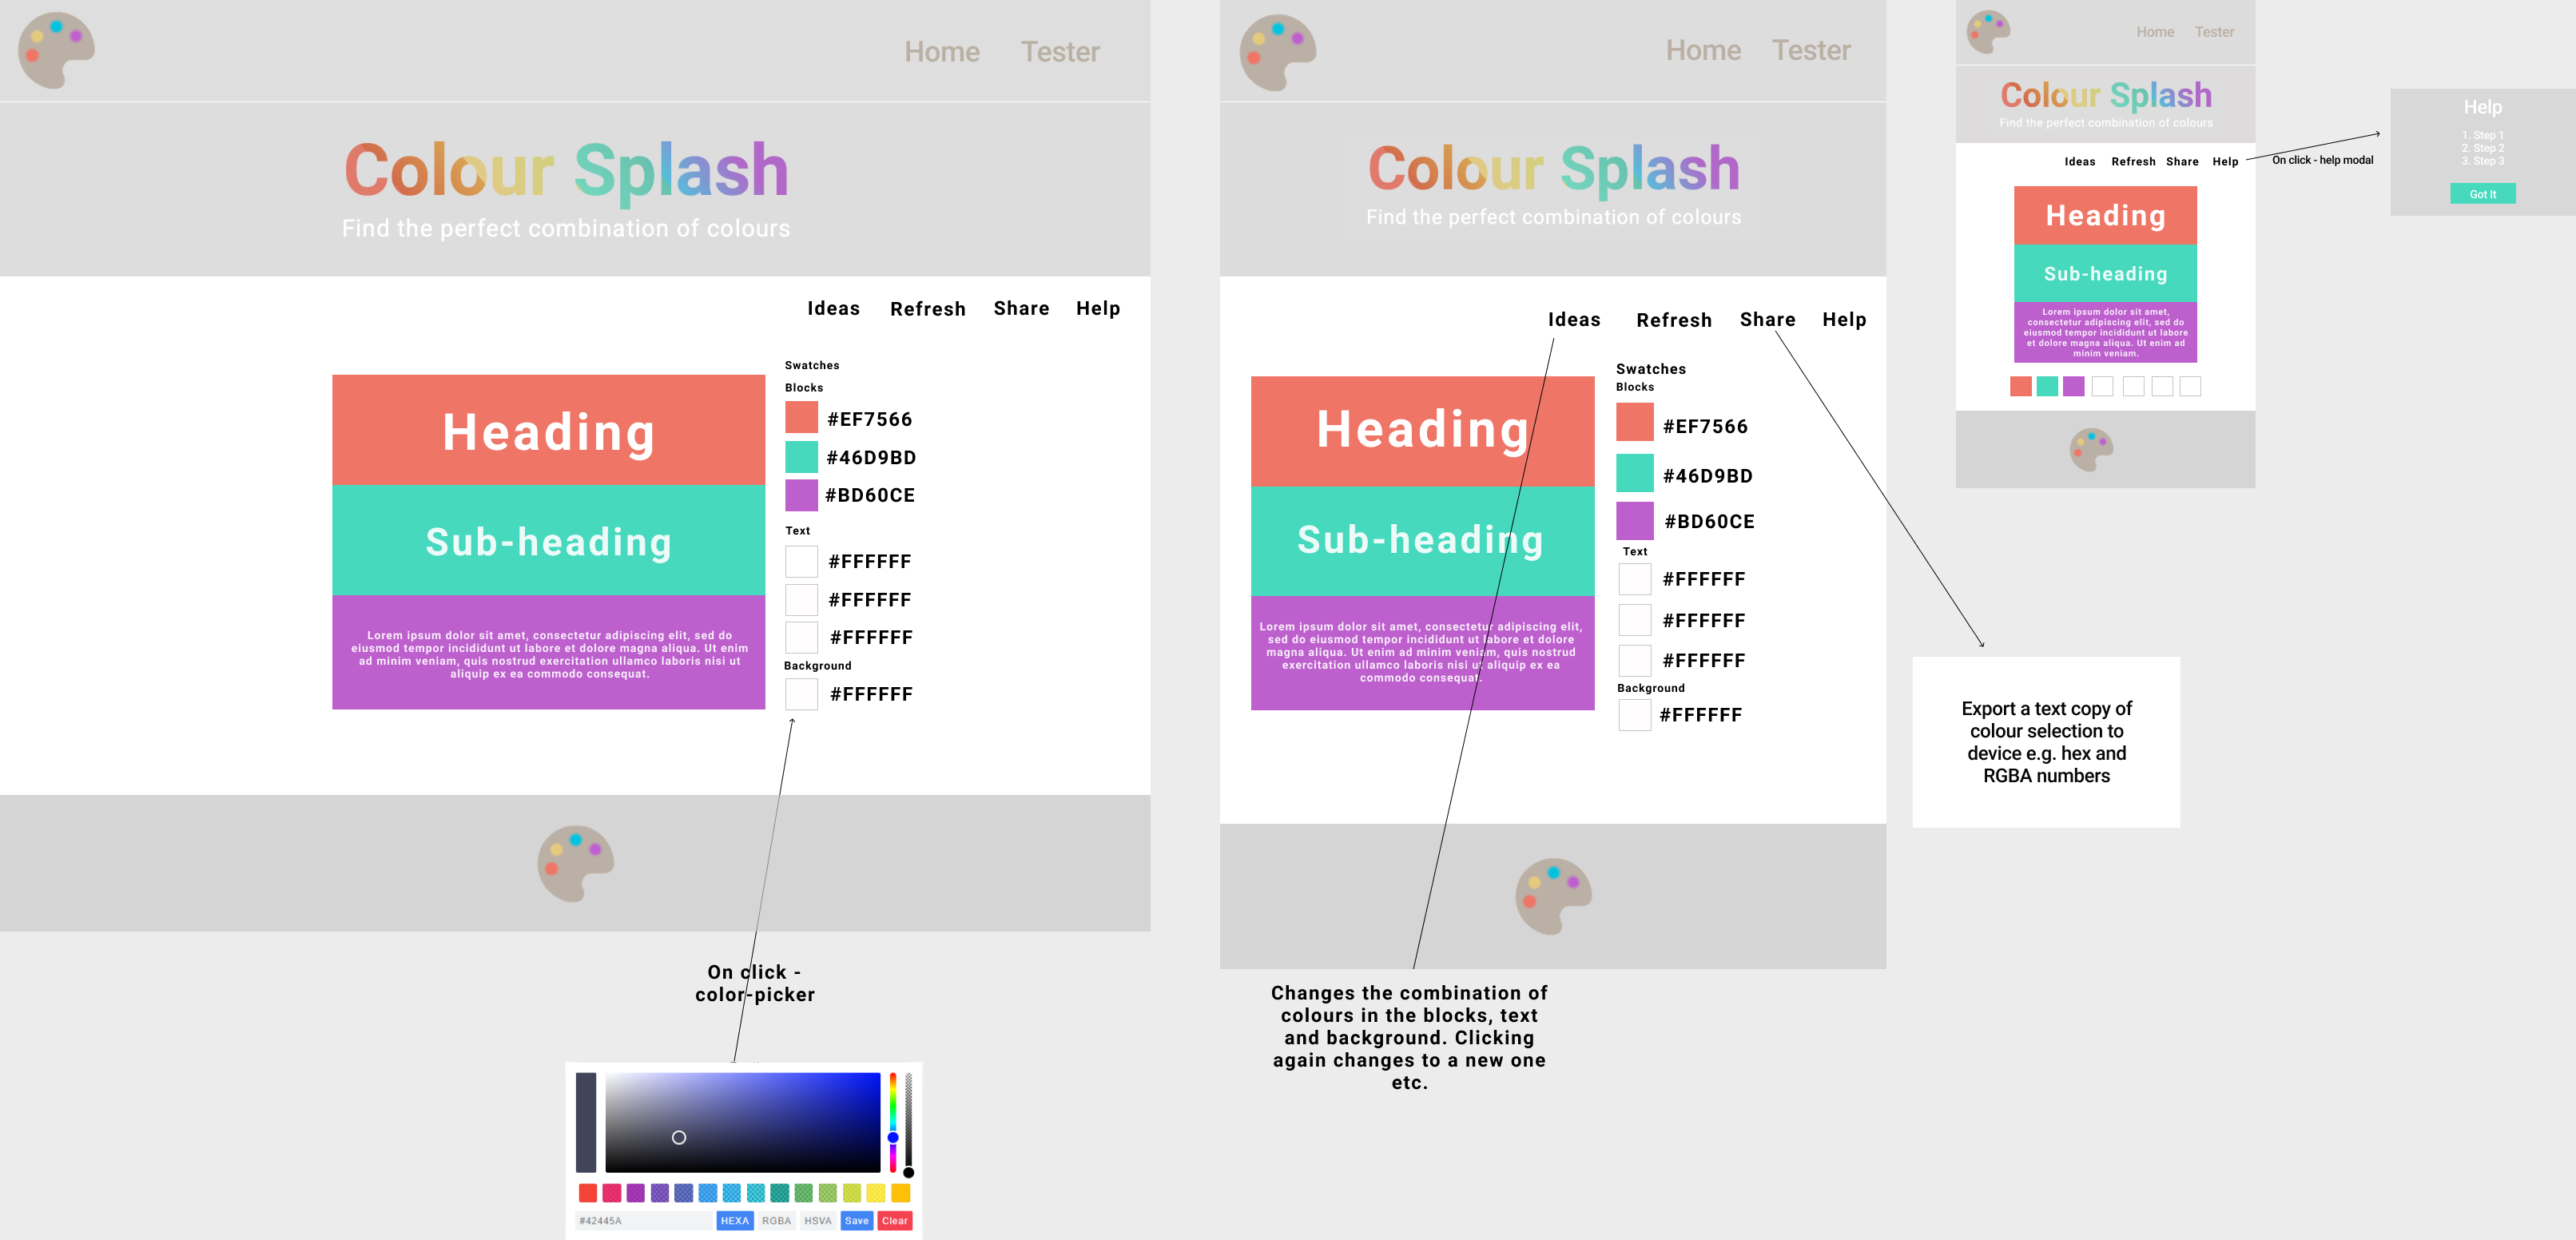 Home Tester
Colour Splash
Find the perfect combination of colours
Ideas Refresh Share Help
Swatches
Blocks
#EF7566
#46D9BD
#BD60CE
Text
#FFFFFF
#FFFFFF
#FFFFFF
Background
#FFFFFF
Heading
Sub-heading
Lorem ipsum dolor sit amet, consectetur adipiscing elit, sed do
eiusmod tempor incididunt ut labore et dolore magna aliqua. Ut enim
ad minim veniam, quis nostrud exercitation ullamco laboris nisi ut
aliquip ex ea commodo consequat.
On click -
color-picker
#42445A HEXA RGBA HSVA Save Clear
Home Tester
Colour Splash
Find the perfect combination of colours
Ideas Refresh Share Help
Swatches
Blocks
#EF7566
#46D9BD
#BD60CE
Text
#FFFFFF
#FFFFFF
#FFFFFF
Background
#FFFFFF
Heading
Sub-heading
Lorem ipsum dolor sit amet, consectetur adipiscing elit,
sed do eiusmod tempor incididunt ut labore et dolore
magna aliqua. Ut enim ad minim veniam, quis nostrud
exercitation ullamco laboris nisi ut aliquip ex ea
commodo consequat.
Changes the combination of
colours in the blocks, text
and background. Clicking
again changes to a new one
etc.
Export a text copy of
colour selection to
device e.g. hex and
RGBA numbers
Home Tester
Colour Splash
Find the perfect combination of colours
Ideas Refresh Share Help
Heading
Sub-heading
Lorem ipsum dolor sit amet,
consectetur adipiscing elit, sed do
eiusmod tempor incididunt ut labore
et dolore magna aliqua. Ut enim ad
minim veniam.
On click - help modal
Help
1. Step 1
2. Step 2
3. Step 3
Got It